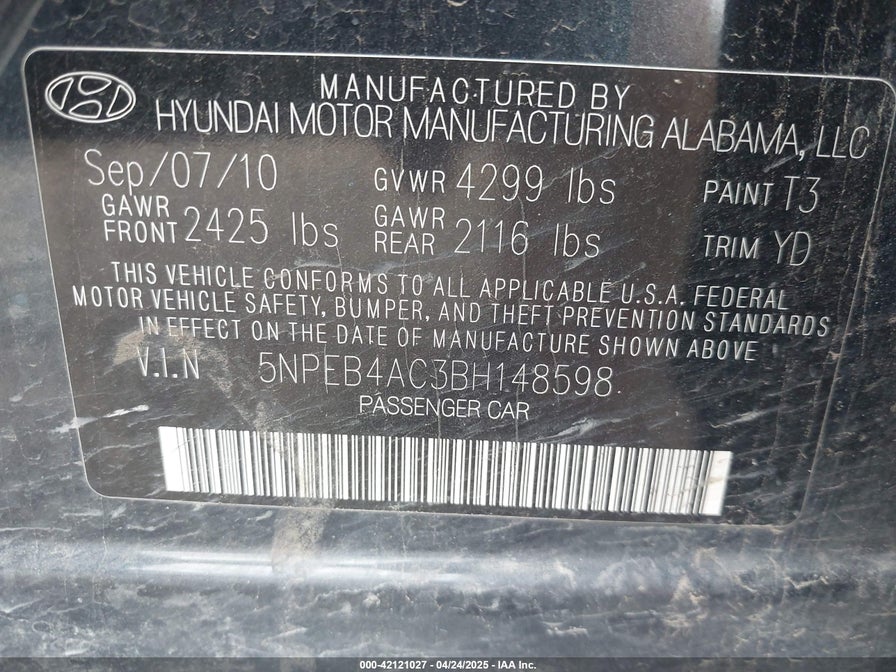 MANUFACTURED BY
HYUNDAI MOTOR MANUFACTURING ALABAMA, LLC
Sep/07/10 GVWR 4299 lbs PAINT T3
GAWR FRONT 2425 lbs GAWR REAR 2116 lbs TRIM YD
THIS VEHICLE CONFORMS TO ALL APPLICABLE U.S.A. FEDERAL
MOTOR VEHICLE SAFETY, BUMPER, AND THEFT PREVENTION STANDARDS
IN EFFECT ON THE DATE OF MANUFACTURE SHOWN ABOVE
V.I.N 5NPEB4AC3BH148598
PASSENGER CAR
000-42121027 - 04/24/2025 - IAA Inc.